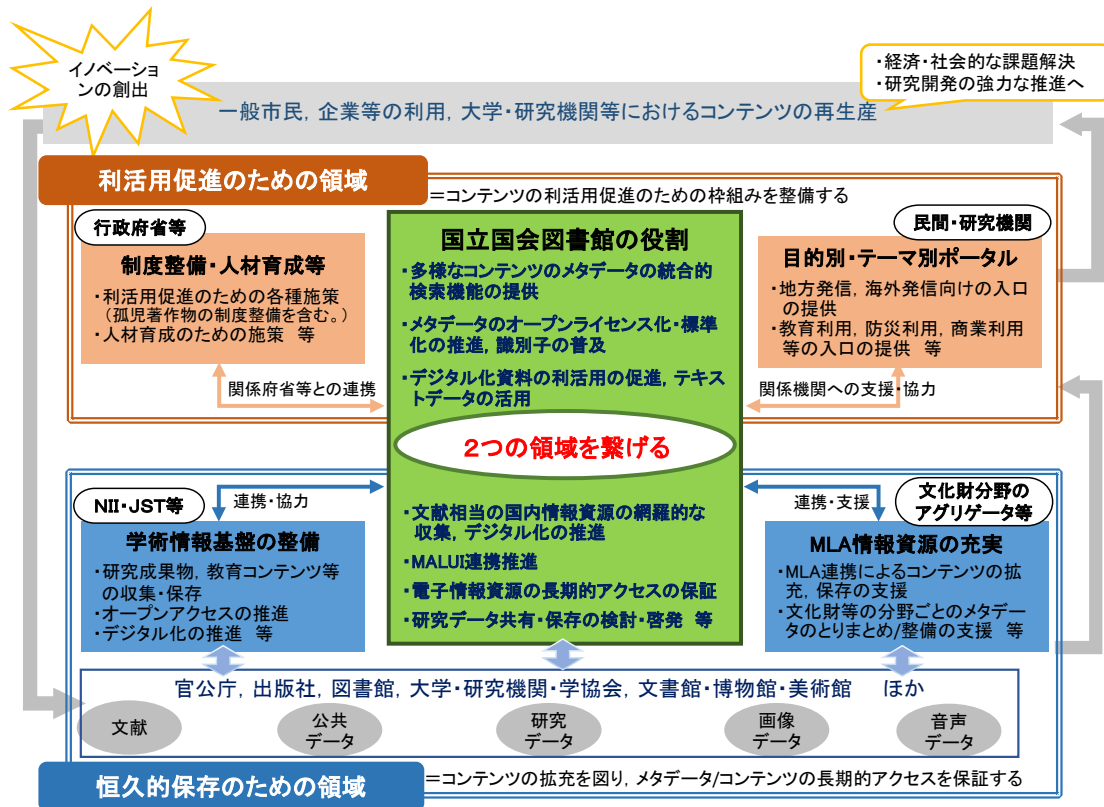 イノベーショ
ンの創出
・経済・社会的な課題解決
・研究開発の強力な推進へ
一般市民，企業等の利用，大学・研究機関等におけるコンテンツの再生産
利活用促進のための領域
＝コンテンツの利活用促進のための枠組みを整備する
行政府省等
制度整備・人材育成等
・利活用促進のための各種施策
（孤児著作物の制度整備を含む。）
・人材育成のための施策　等
関係府省等との連携
国立国会図書館の役割
・多様なコンテンツのメタデータの統合的
検索機能の提供
・メタデータのオープンライセンス化・標準
化の推進，識別子の普及
・デジタル化資料の利活用の促進，テキス
トデータの活用
民間・研究機関
目的別・テーマ別ポータル
・地方発信，海外発信向けの入口
の提供
・教育利用，防災利用，商業利用
等の入口の提供　等
関係機関への支援・協力
２つの領域を繋げる
NII・JST等
連携・協力
学術情報基盤の整備
・研究成果物，教育コンテンツ等
の収集・保存
・オープンアクセスの推進
・デジタル化の推進　等
・文献相当の国内情報資源の網羅的な
収集，デジタル化の推進
・MALUI連携推進
・電子情報資源の長期的アクセスの保証
・研究データ共有・保存の検討・啓発　等
連携・支援
文化財分野の
アグリゲータ等
MLA情報資源の充実
・MLA連携によるコンテンツの拡
充，保存の支援
・文化財等の分野ごとのメタデー
タのとりまとめ/整備の支援　等
官公庁，出版社，図書館，大学・研究機関・学協会，文書館・博物館・美術館　ほか
文献
公共
データ
研究
データ
画像
データ
音声
データ
恒久的保存のための領域
＝コンテンツの拡充を図り，メタデータ/コンテンツの長期的アクセスを保証する